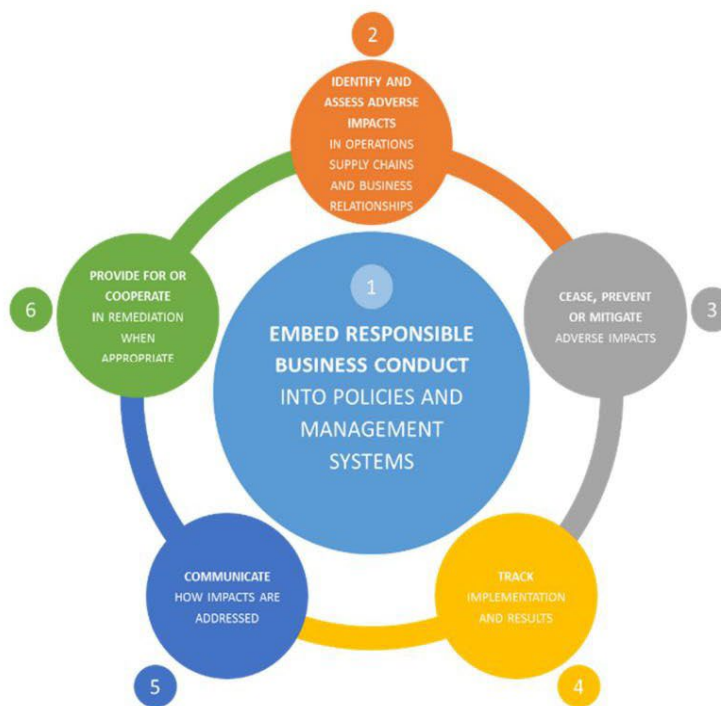 1
EMBED RESPONSIBLE
BUSINESS CONDUCT
INTO POLICIES AND
MANAGEMENT
SYSTEMS
2
IDENTIFY AND
ASSESS ADVERSE
IMPACTS
IN OPERATIONS
SUPPLY CHAINS
AND BUSINESS
RELATIONSHIPS
3
CEASE, PREVENT
OR MITIGATE
ADVERSE IMPACTS
4
TRACK
IMPLEMENTATION
AND RESULTS
5
COMMUNICATE
HOW IMPACTS ARE
ADDRESSED
6
PROVIDE FOR OR
COOPERATE
IN REMEDIATION
WHEN
APPROPRIATE